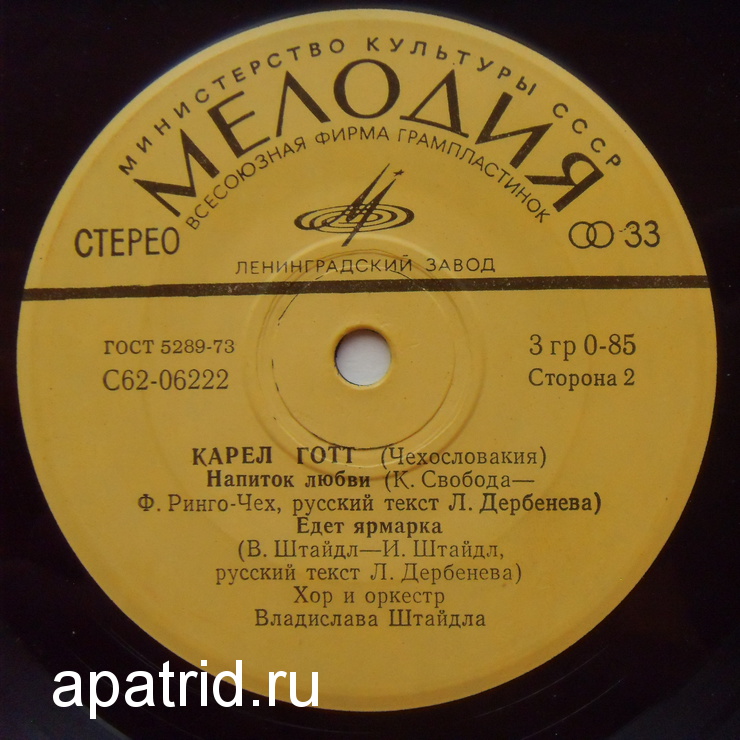 МИНИСТЕРСТВО КУЛЬТУРЫ СССР
МЕЛОДИЯ
ВСЕСОЮЗНАЯ ФИРМА ГРАМПЛАСТИНОК
СТЕРЕО 33
ЛЕНИНГРАДСКИЙ ЗАВОД
ГОСТ 5289-73 3 гр 0-85
С62-06222 Сторона 2
КАРЕЛ ГОТТ (Чехословакия)
Напиток любви (К. Свобода—
Ф. Ринго-Чех, русский текст Л. Дербенева)
Едет ярмарка
(В. Штайдл—И. Штайдл,
русский текст Л. Дербенева)
Хор и оркестр
Владислава Штайдла
apatrid.ru